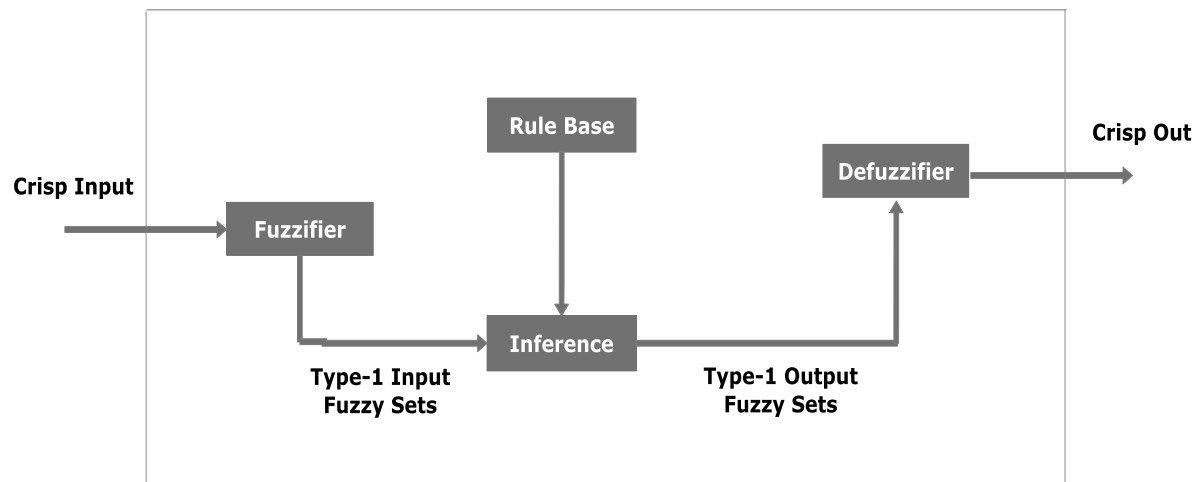 Rule Base
Crisp Out
Defuzzifier
Crisp Input
Fuzzifier
Inference
Type-1 Input
Fuzzy Sets
Type-1 Output
Fuzzy Sets